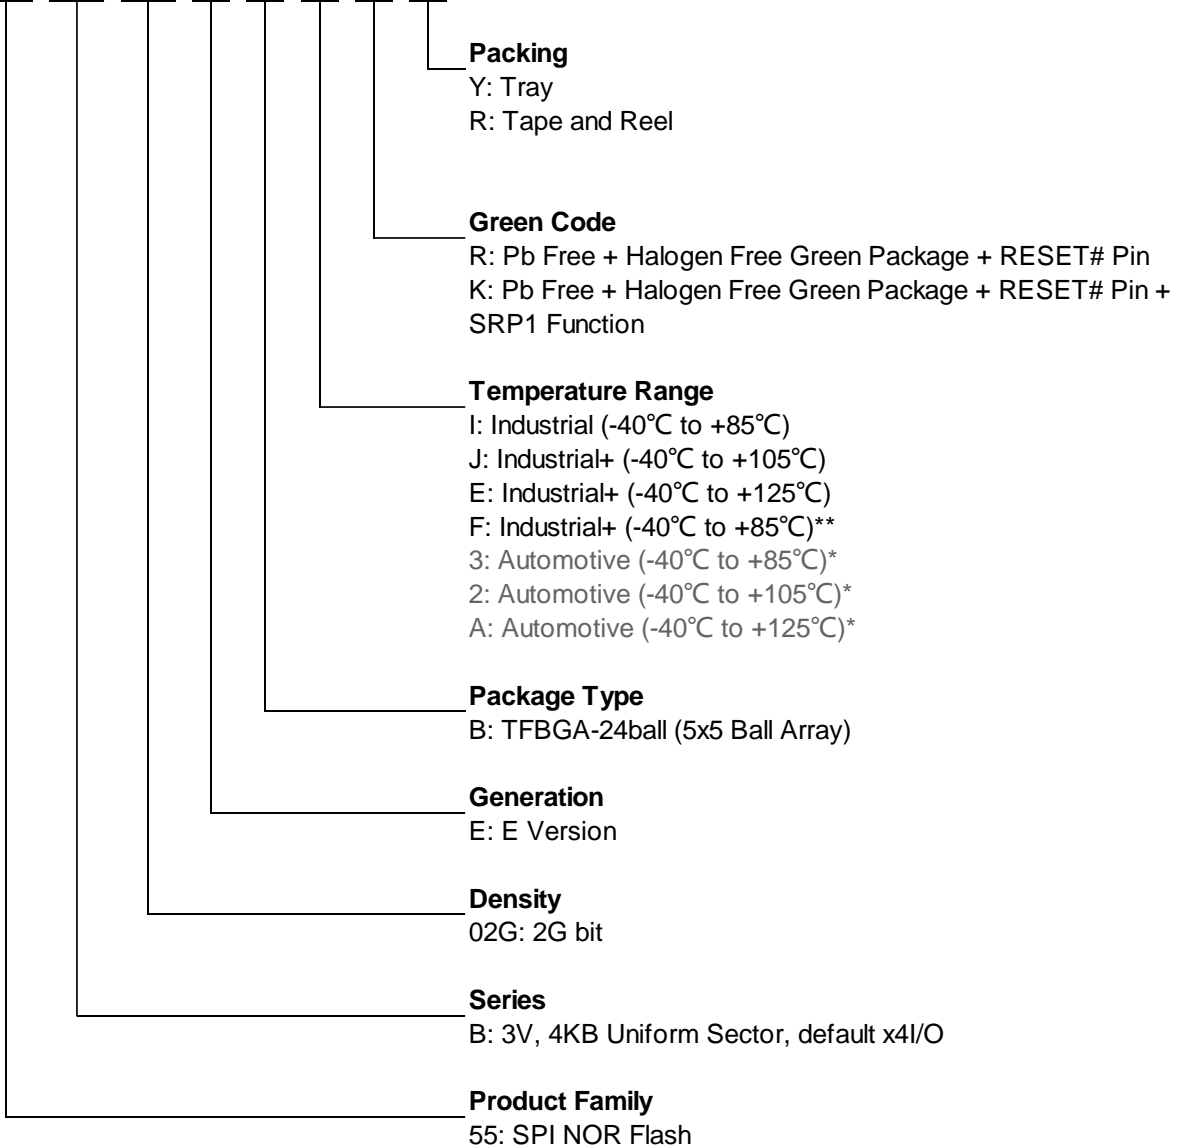 Packing
Y: Tray
R: Tape and Reel
Green Code
R: Pb Free + Halogen Free Green Package + RESET# Pin
K: Pb Free + Halogen Free Green Package + RESET# Pin +
SRP1 Function
Temperature Range
I: Industrial (-40℃ to +85℃)
J: Industrial+ (-40℃ to +105℃)
E: Industrial+ (-40℃ to +125℃)
F: Industrial+ (-40℃ to +85℃)**
3: Automotive (-40℃ to +85℃)*
2: Automotive (-40℃ to +105℃)*
A: Automotive (-40℃ to +125℃)*
Package Type
B: TFBGA-24ball (5x5 Ball Array)
Generation
E: E Version
Density
02G: 2G bit
Series
B: 3V, 4KB Uniform Sector, default x4I/O
Product Family
55: SPI NOR Flash